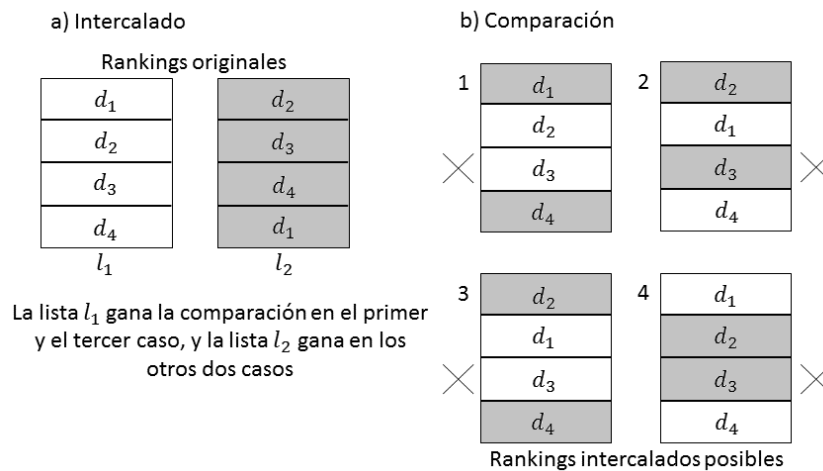 a) Intercalado
Rankings originales
d₁
d₂
d₃
d₄
l₁
d₂
d₃
d₄
d₁
l₂
La lista l₁ gana la comparación en el primer
y el tercer caso, y la lista l₂ gana en los
otros dos casos
b) Comparación
1
d₁
d₂
d₃
d₄
2
d₂
d₁
d₃
d₄
3
d₂
d₁
d₃
d₄
4
d₁
d₂
d₃
d₄
Rankings intercalados posibles